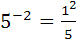 5⁻² = 1²/5